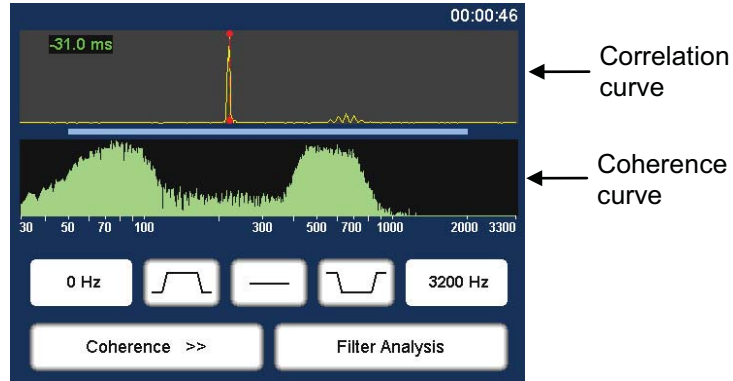 00:00:46
-31.0 ms
Correlation
curve
Coherence
curve
30 50 70 100 300 500 700 1000 2000 3300
0 Hz 3200 Hz
Coherence >> Filter Analysis